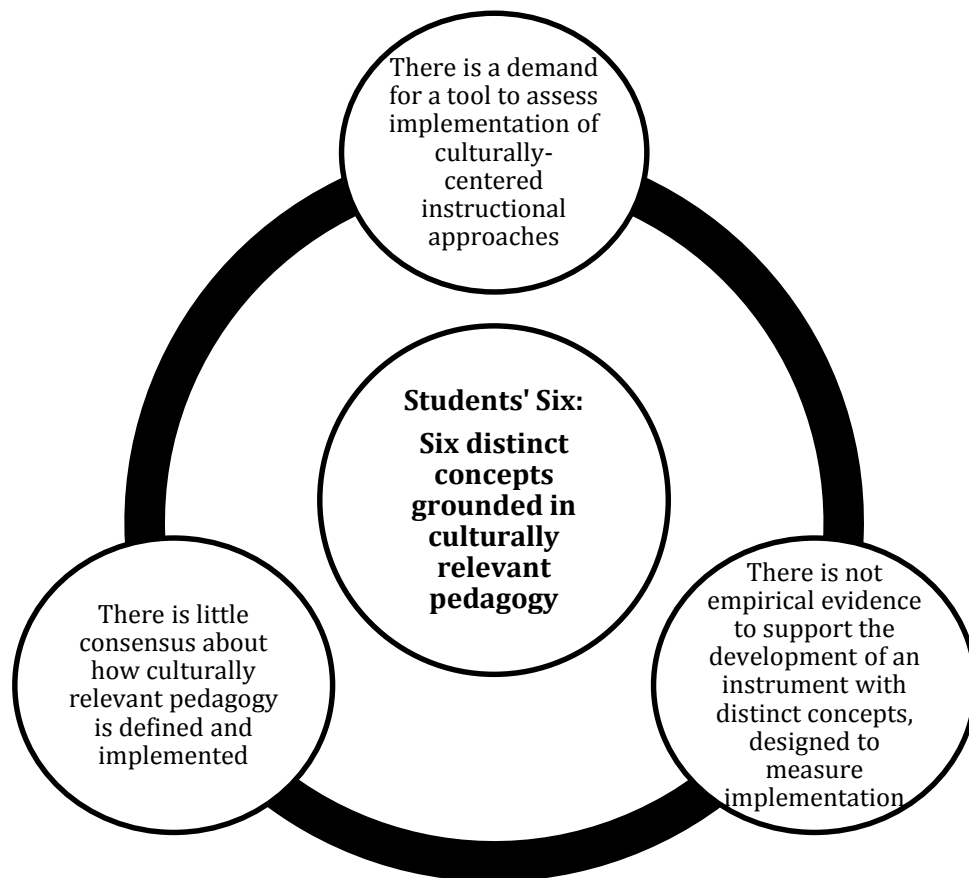 There is a demand
for a tool to assess
implementation of
culturally-
centered
instructional
approaches
Students' Six:
Six distinct
concepts
grounded in
culturally
relevant
pedagogy
There is little
consensus about
how culturally
relevant pedagogy
is defined and
implemented
There is not
empirical evidence
to support the
development of an
instrument with
distinct concepts,
designed to
measure
implementation